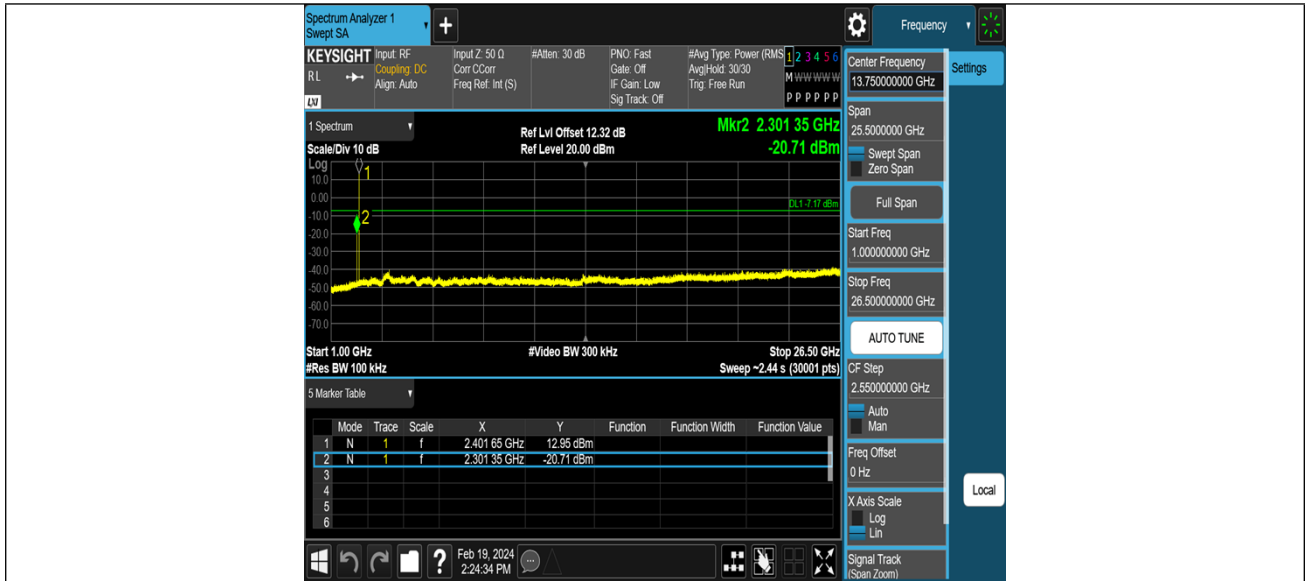 Spectrum Analyzer 1
Swept SA
+
Frequency
KEYSIGHT
RL
LXI
Input: RF
Coupling: DC
Align: Auto
Input Z: 50 Ω
Corr CCorr
Freq Ref: Int (S)
#Atten: 30 dB
PNO: Fast
Gate: Off
IF Gain: Low
Sig Track: Off
#Avg Type: Power (RMS
Avg|Hold: 30/30
Trig: Free Run
1 2 3 4 5 6
M W W W W W
P P P P P P
1 Spectrum
Scale/Div 10 dB
Ref Lvl Offset 12.32 dB
Ref Level 20.00 dBm
Mkr2 2.301 35 GHz
-20.71 dBm
Log
10.0
0.00
-10.0
-20.0
-30.0
-40.0
-50.0
-60.0
-70.0
1
2
DL1 -7.17 dBm
Start 1.00 GHz
#Res BW 100 kHz
#Video BW 300 kHz
Stop 26.50 GHz
Sweep ~2.44 s (30001 pts)
5 Marker Table
Mode Trace Scale X Y Function Function Width Function Value
1 N 1 f 2.401 65 GHz 12.95 dBm
2 N 1 f 2.301 35 GHz -20.71 dBm
3
4
5
6
?
Feb 19, 2024
2:24:34 PM
Center Frequency
13.750000000 GHz
Settings
Span
25.5000000 GHz
Swept Span
Zero Span
Full Span
Start Freq
1.000000000 GHz
Stop Freq
26.500000000 GHz
AUTO TUNE
CF Step
2.550000000 GHz
Auto
Man
Freq Offset
0 Hz
Local
X Axis Scale
Log
Lin
Signal Track
(Span Zoom)